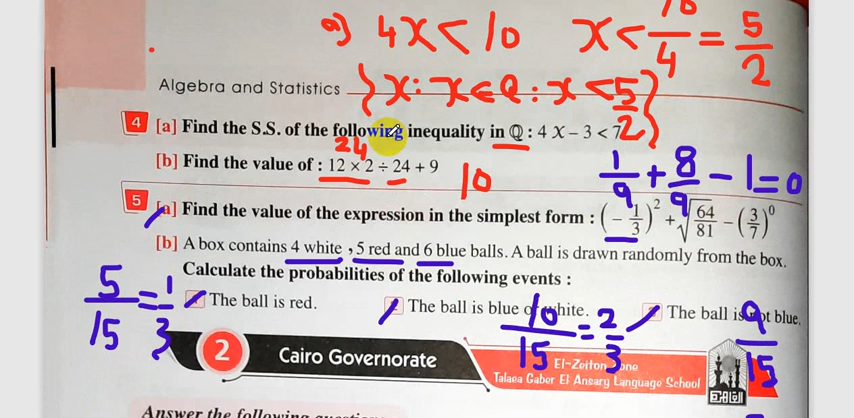 a) 4x < 10 x < 10/4 = 5/2
Algebra and Statistics
} x : x ∈ Q : x < 5/2 }
4 [a] Find the S.S. of the following inequality in Q : 4 X – 3 < 7
24
[b] Find the value of : 12 × 2 ÷ 24 + 9
10
1/9 + 8/9 – 1 = 0
5 [a] Find the value of the expression in the simplest form : (– 1/3)² + √64/81 – (3/7)⁰
[b] A box contains 4 white , 5 red and 6 blue balls. A ball is drawn randomly from the box.
Calculate the probabilities of the following events :
The ball is red.
The ball is blue or white.
The ball is not blue.
5/15 = 1/3
10/15 = 2/3
9/15
2 Cairo Governorate
El-Zeiton Zone
Talaea Gaber El Ansary Language School
القاهرة
Answer the following